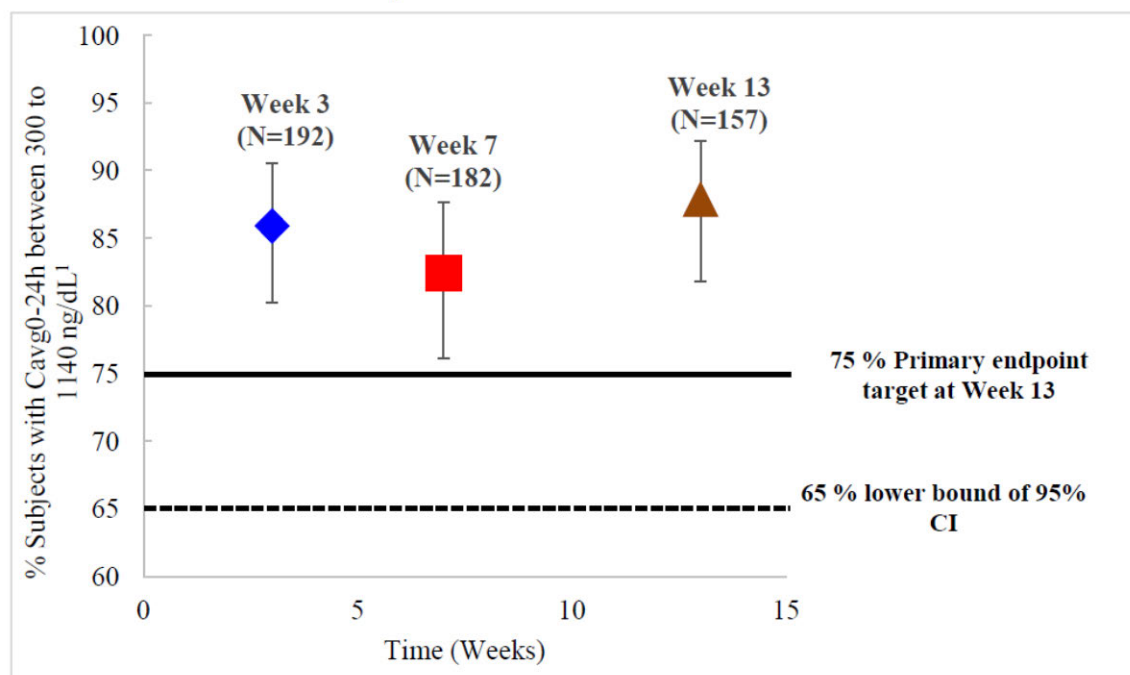 % Subjects with Cavg0-24h between 300 to
1140 ng/dL¹
100
95
90
85
80
75
70
65
60
Week 3
(N=192)
Week 7
(N=182)
Week 13
(N=157)
75 % Primary endpoint
target at Week 13
65 % lower bound of 95%
CI
0
5
10
15
Time (Weeks)